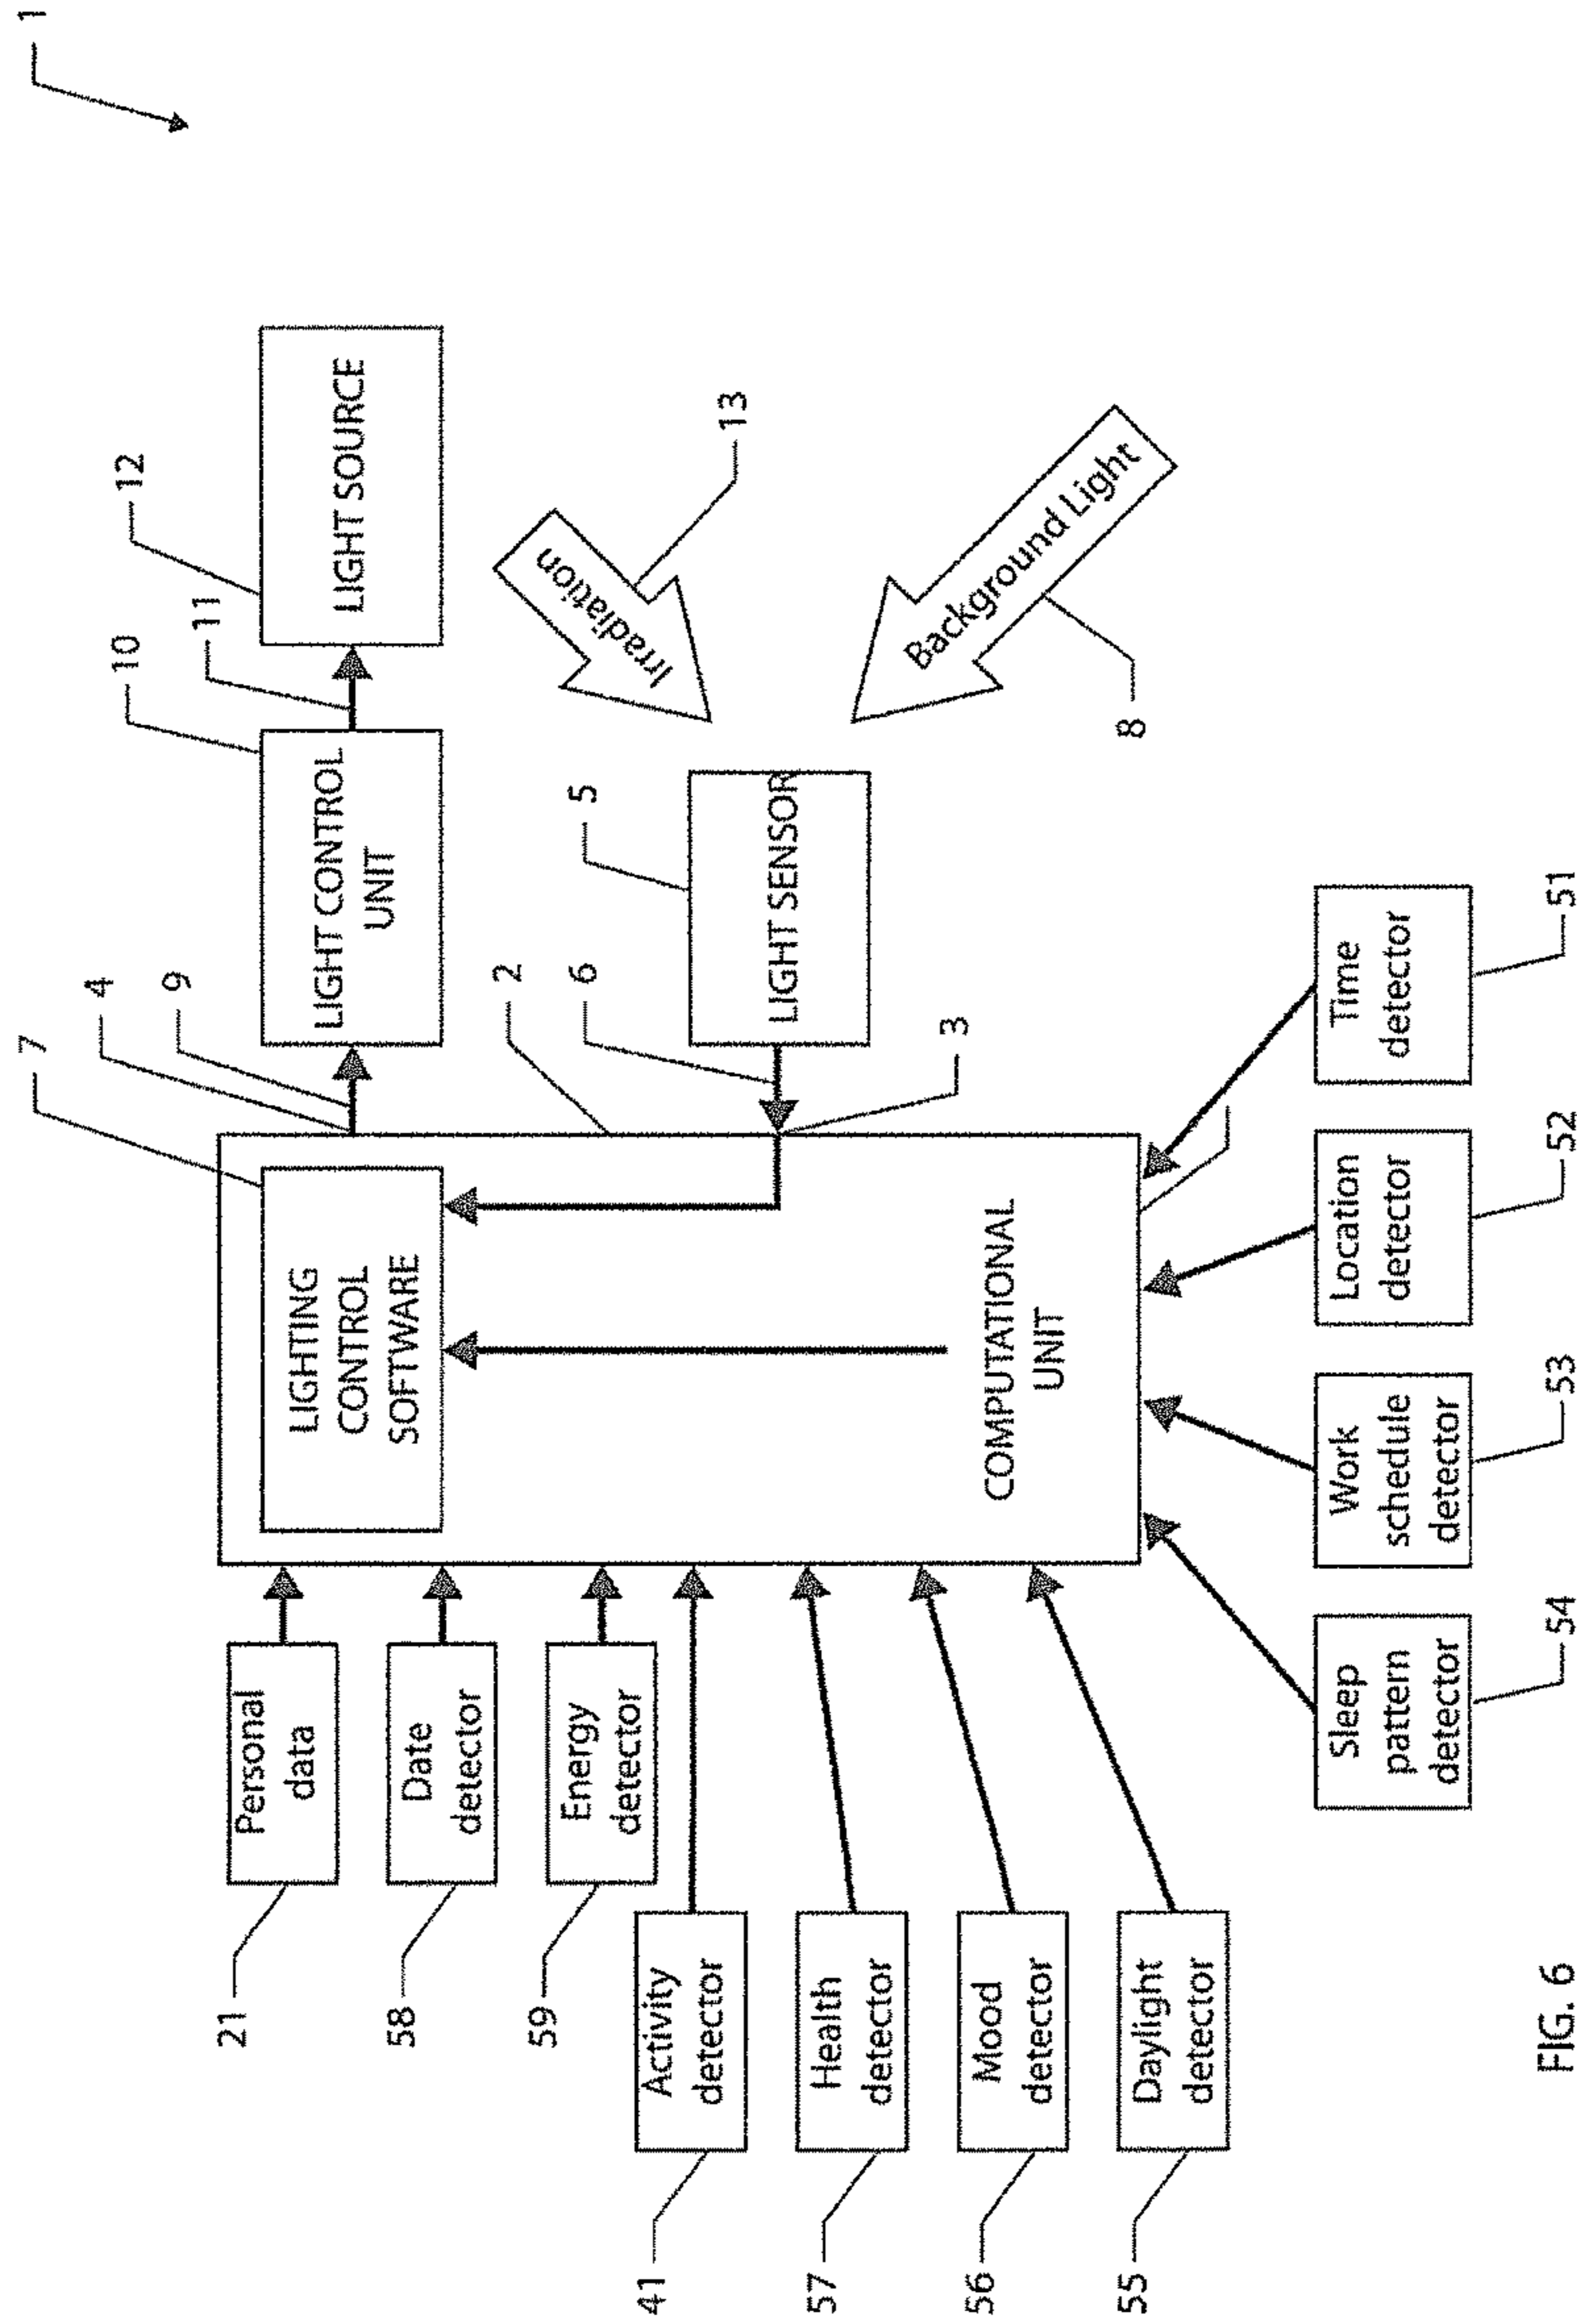 1
12
LIGHT SOURCE
10
11
LIGHT CONTROL
UNIT
Irradiation
13
Background Light
8
7
4
9
2
5
LIGHT SENSOR
6
3
LIGHTING
CONTROL
SOFTWARE
COMPUTATIONAL
UNIT
Personal
data
21
Date
detector
58
Energy
detector
59
Activity
detector
41
Health
detector
57
Mood
detector
56
Daylight
detector
55
Sleep
pattern
detector
54
Work
schedule
detector
53
Location
detector
52
Time
detector
51
FIG. 6